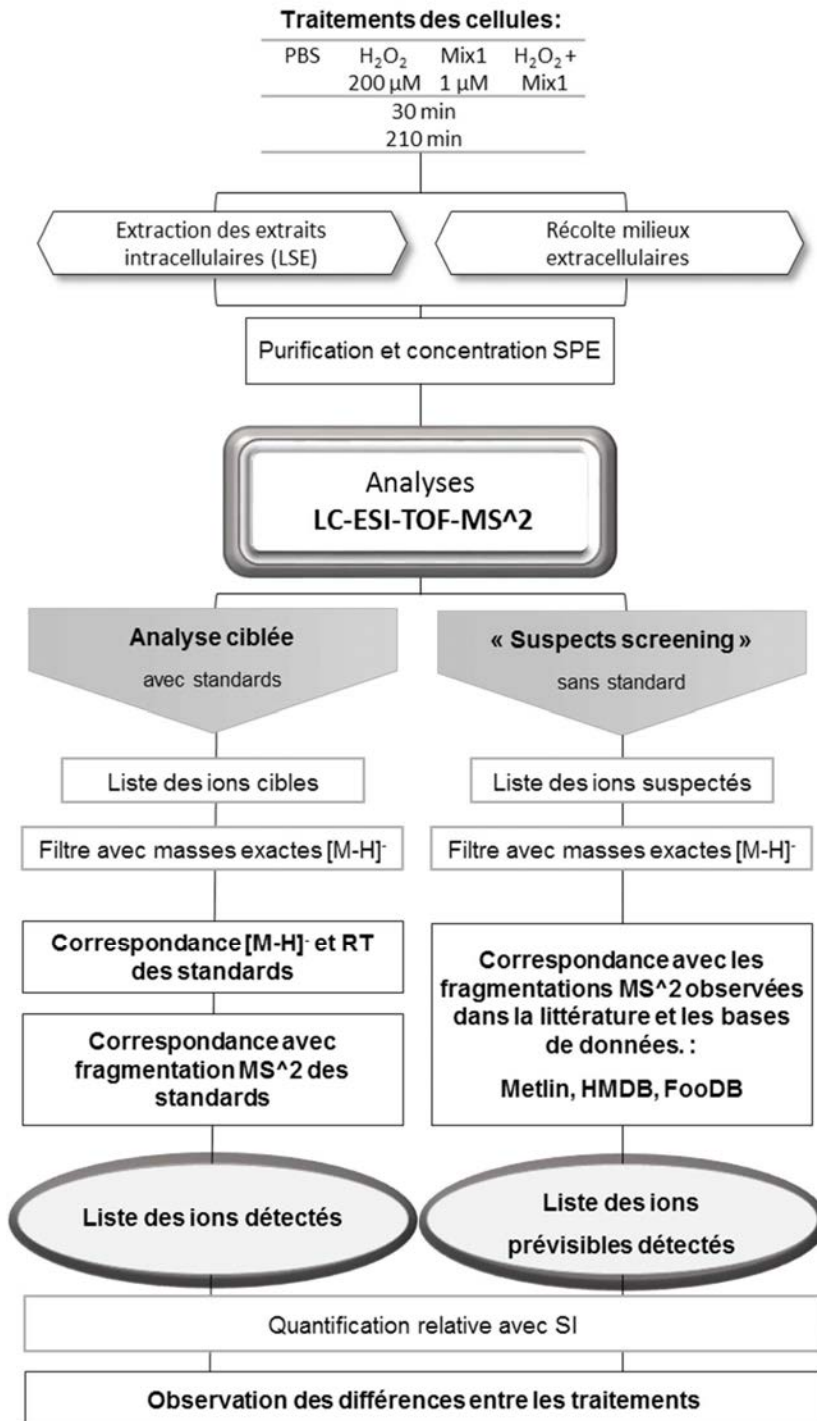 Traitements des cellules:
PBS H₂O₂ Mix1 H₂O₂ +
200 µM 1 µM Mix1
30 min
210 min
Extraction des extraits
intracellulaires (LSE)
Récolte milieux
extracellulaires
Purification et concentration SPE
Analyses
LC-ESI-TOF-MS^2
Analyse ciblée
avec standards
« Suspects screening »
sans standard
Liste des ions cibles
Liste des ions suspectés
Filtre avec masses exactes [M-H]⁻
Filtre avec masses exactes [M-H]⁻
Correspondance [M-H]⁻ et RT
des standards
Correspondance avec
fragmentation MS^2 des
standards
Correspondance avec les
fragmentations MS^2 observées
dans la littérature et les bases
de données. :
Metlin, HMDB, FooDB
Liste des ions détectés
Liste des ions
prévisibles détectés
Quantification relative avec SI
Observation des différences entre les traitements